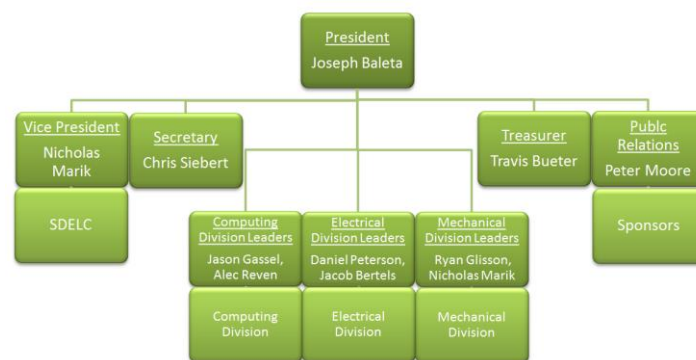 President
Joseph Baleta
Vice President
Nicholas
Marik
Secretary
Chris Siebert
Treasurer
Travis Bueter
Publc
Relations
Peter Moore
SDELC
Sponsors
Computing
Division Leaders
Jason Gassel,
Alec Reven
Electrical
Division Leaders
Daniel Peterson,
Jacob Bertels
Mechanical
Division Leaders
Ryan Glisson,
Nicholas Marik
Computing
Division
Electrical
Division
Mechanical
Division